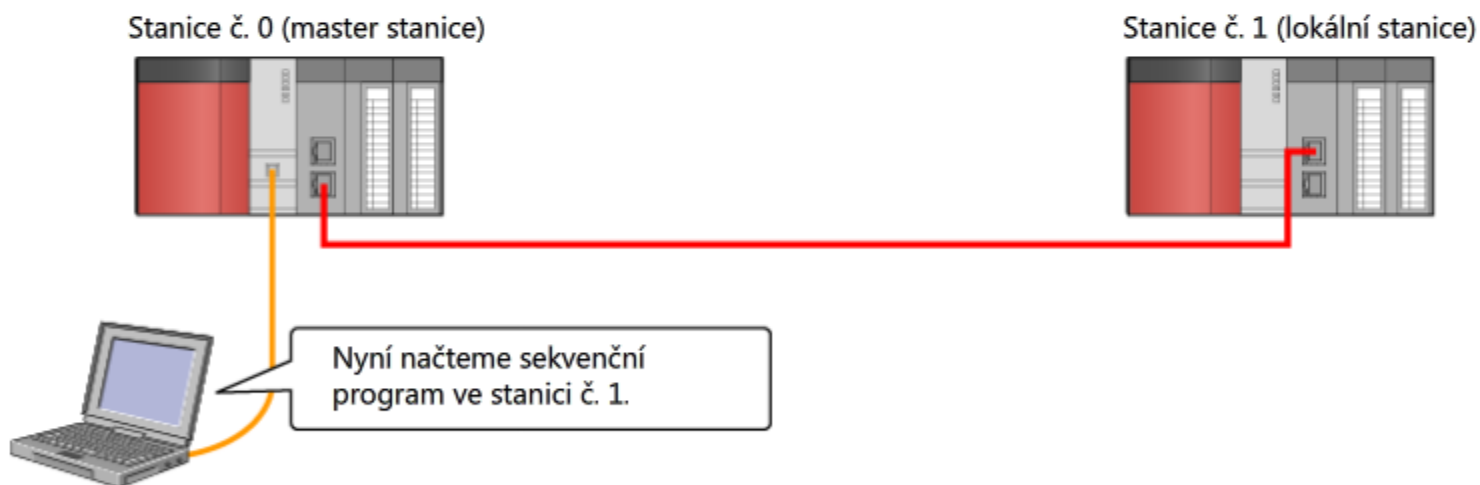 Stanice č. 0 (master stanice)
Stanice č. 1 (lokální stanice)
Nyní načteme sekvenční
program ve stanici č. 1.